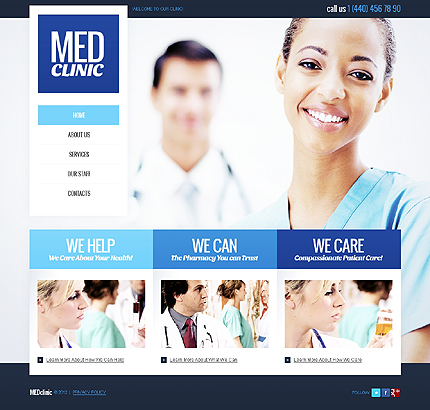 WELCOME TO OUR CLINIC
call us 1 (440) 456 78 90
MED
CLINIC
HOME
ABOUT US
SERVICES
OUR STAFF
CONTACTS
WE HELP
We Care About Your Health!
WE CAN
The Pharmacy You can Trust
WE CARE
Compassionate Patient Care!
Learn More About How We Can Help
Learn More About What We Can
Learn More About How We Care
MEDclinic © 2013 | PRIVACY POLICY
FOLLOW: